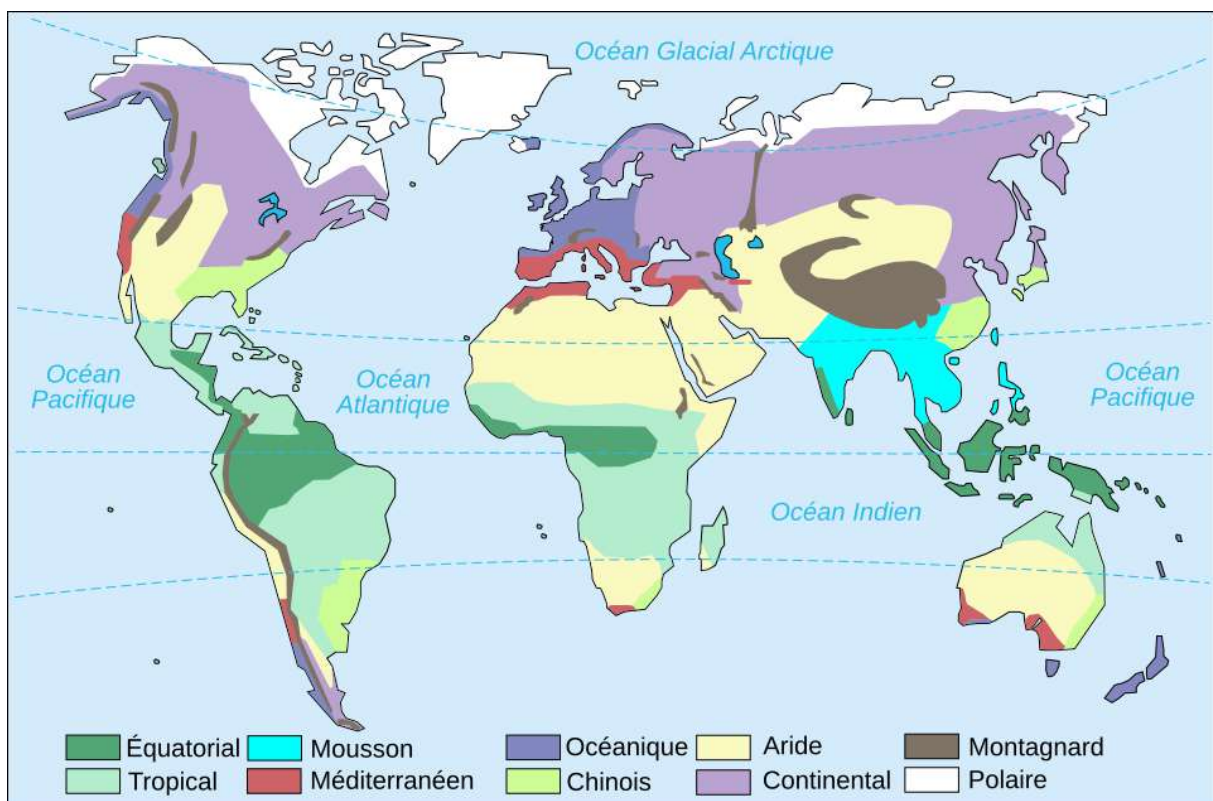 Océan Glacial Arctique
Océan
Pacifique
Océan
Atlantique
Océan
Pacifique
Océan Indien
Équatorial
Mousson
Océanique
Aride
Montagnard
Tropical
Méditerranéen
Chinois
Continental
Polaire